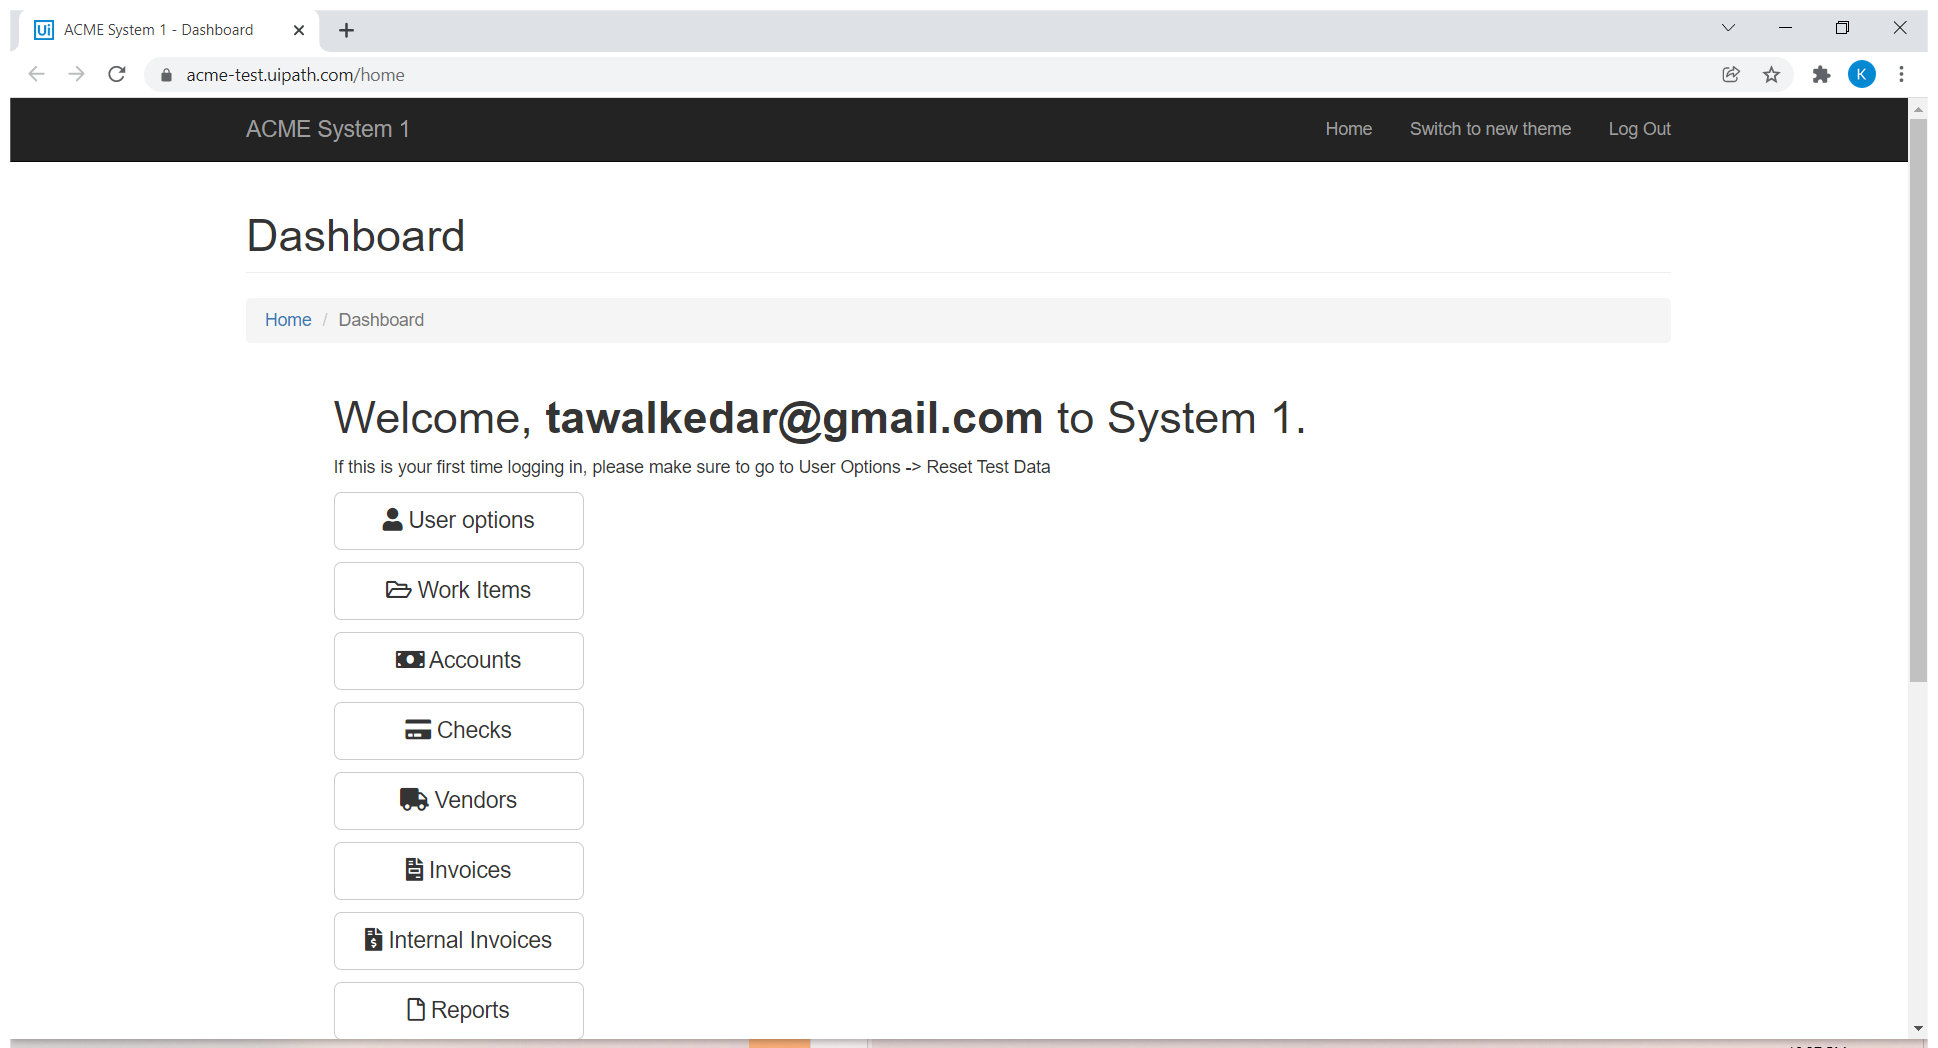 Ui ACME System 1 - Dashboard
acme-test.uipath.com/home
K
ACME System 1
Home Switch to new theme Log Out
Dashboard
Home / Dashboard
Welcome, tawalkedar@gmail.com to System 1.
If this is your first time logging in, please make sure to go to User Options -> Reset Test Data
User options
Work Items
Accounts
Checks
Vendors
Invoices
Internal Invoices
Reports